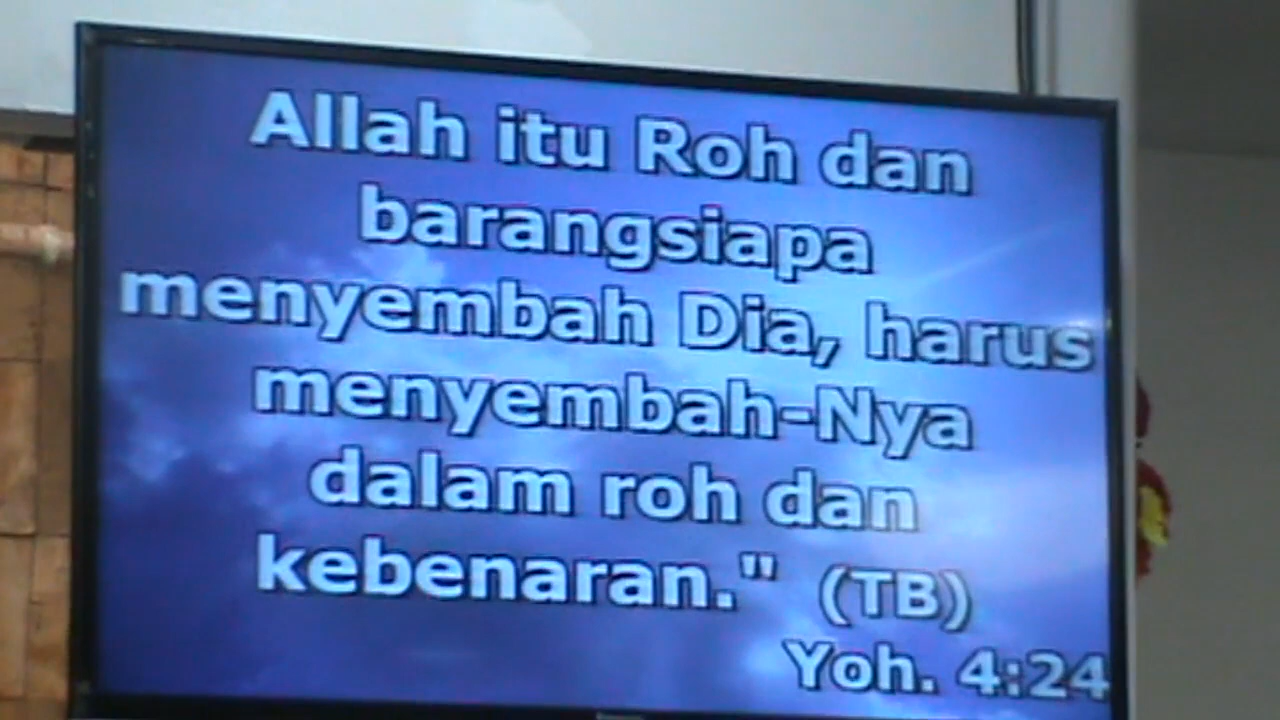 Allah itu Roh dan
barangsiapa
menyembah Dia, harus
menyembah-Nya
dalam roh dan
kebenaran." (TB)
Yoh. 4:24